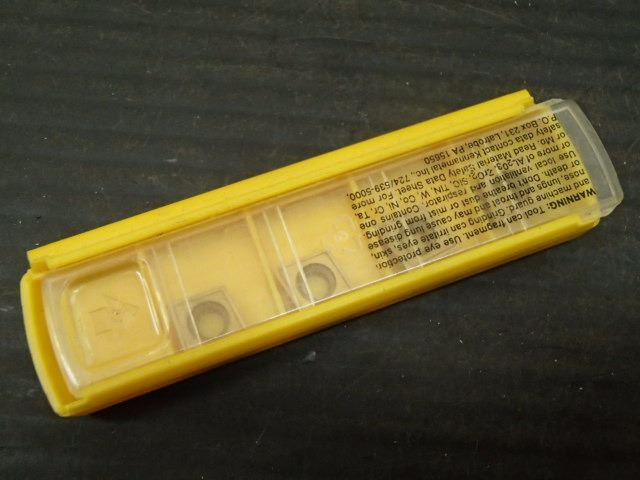 WARNING: Tool can fragment. Use eye protection
and machine guard. Grinding can irritate eyes, skin,
nose, lungs and may cause lung disease
or death. Don't breathe dust or mist from grinding.
Use local ventilation and respirator. Contains one
or more of AL203, ZrO2, SiC, TiN, W, Co, Ni, Cr, Ta,
or Mo. Read Material Safety Data Sheet. For more
safety data contact Kennametal Inc. 724/539-5000,
P.O. Box 231, Latrobe, PA 15650